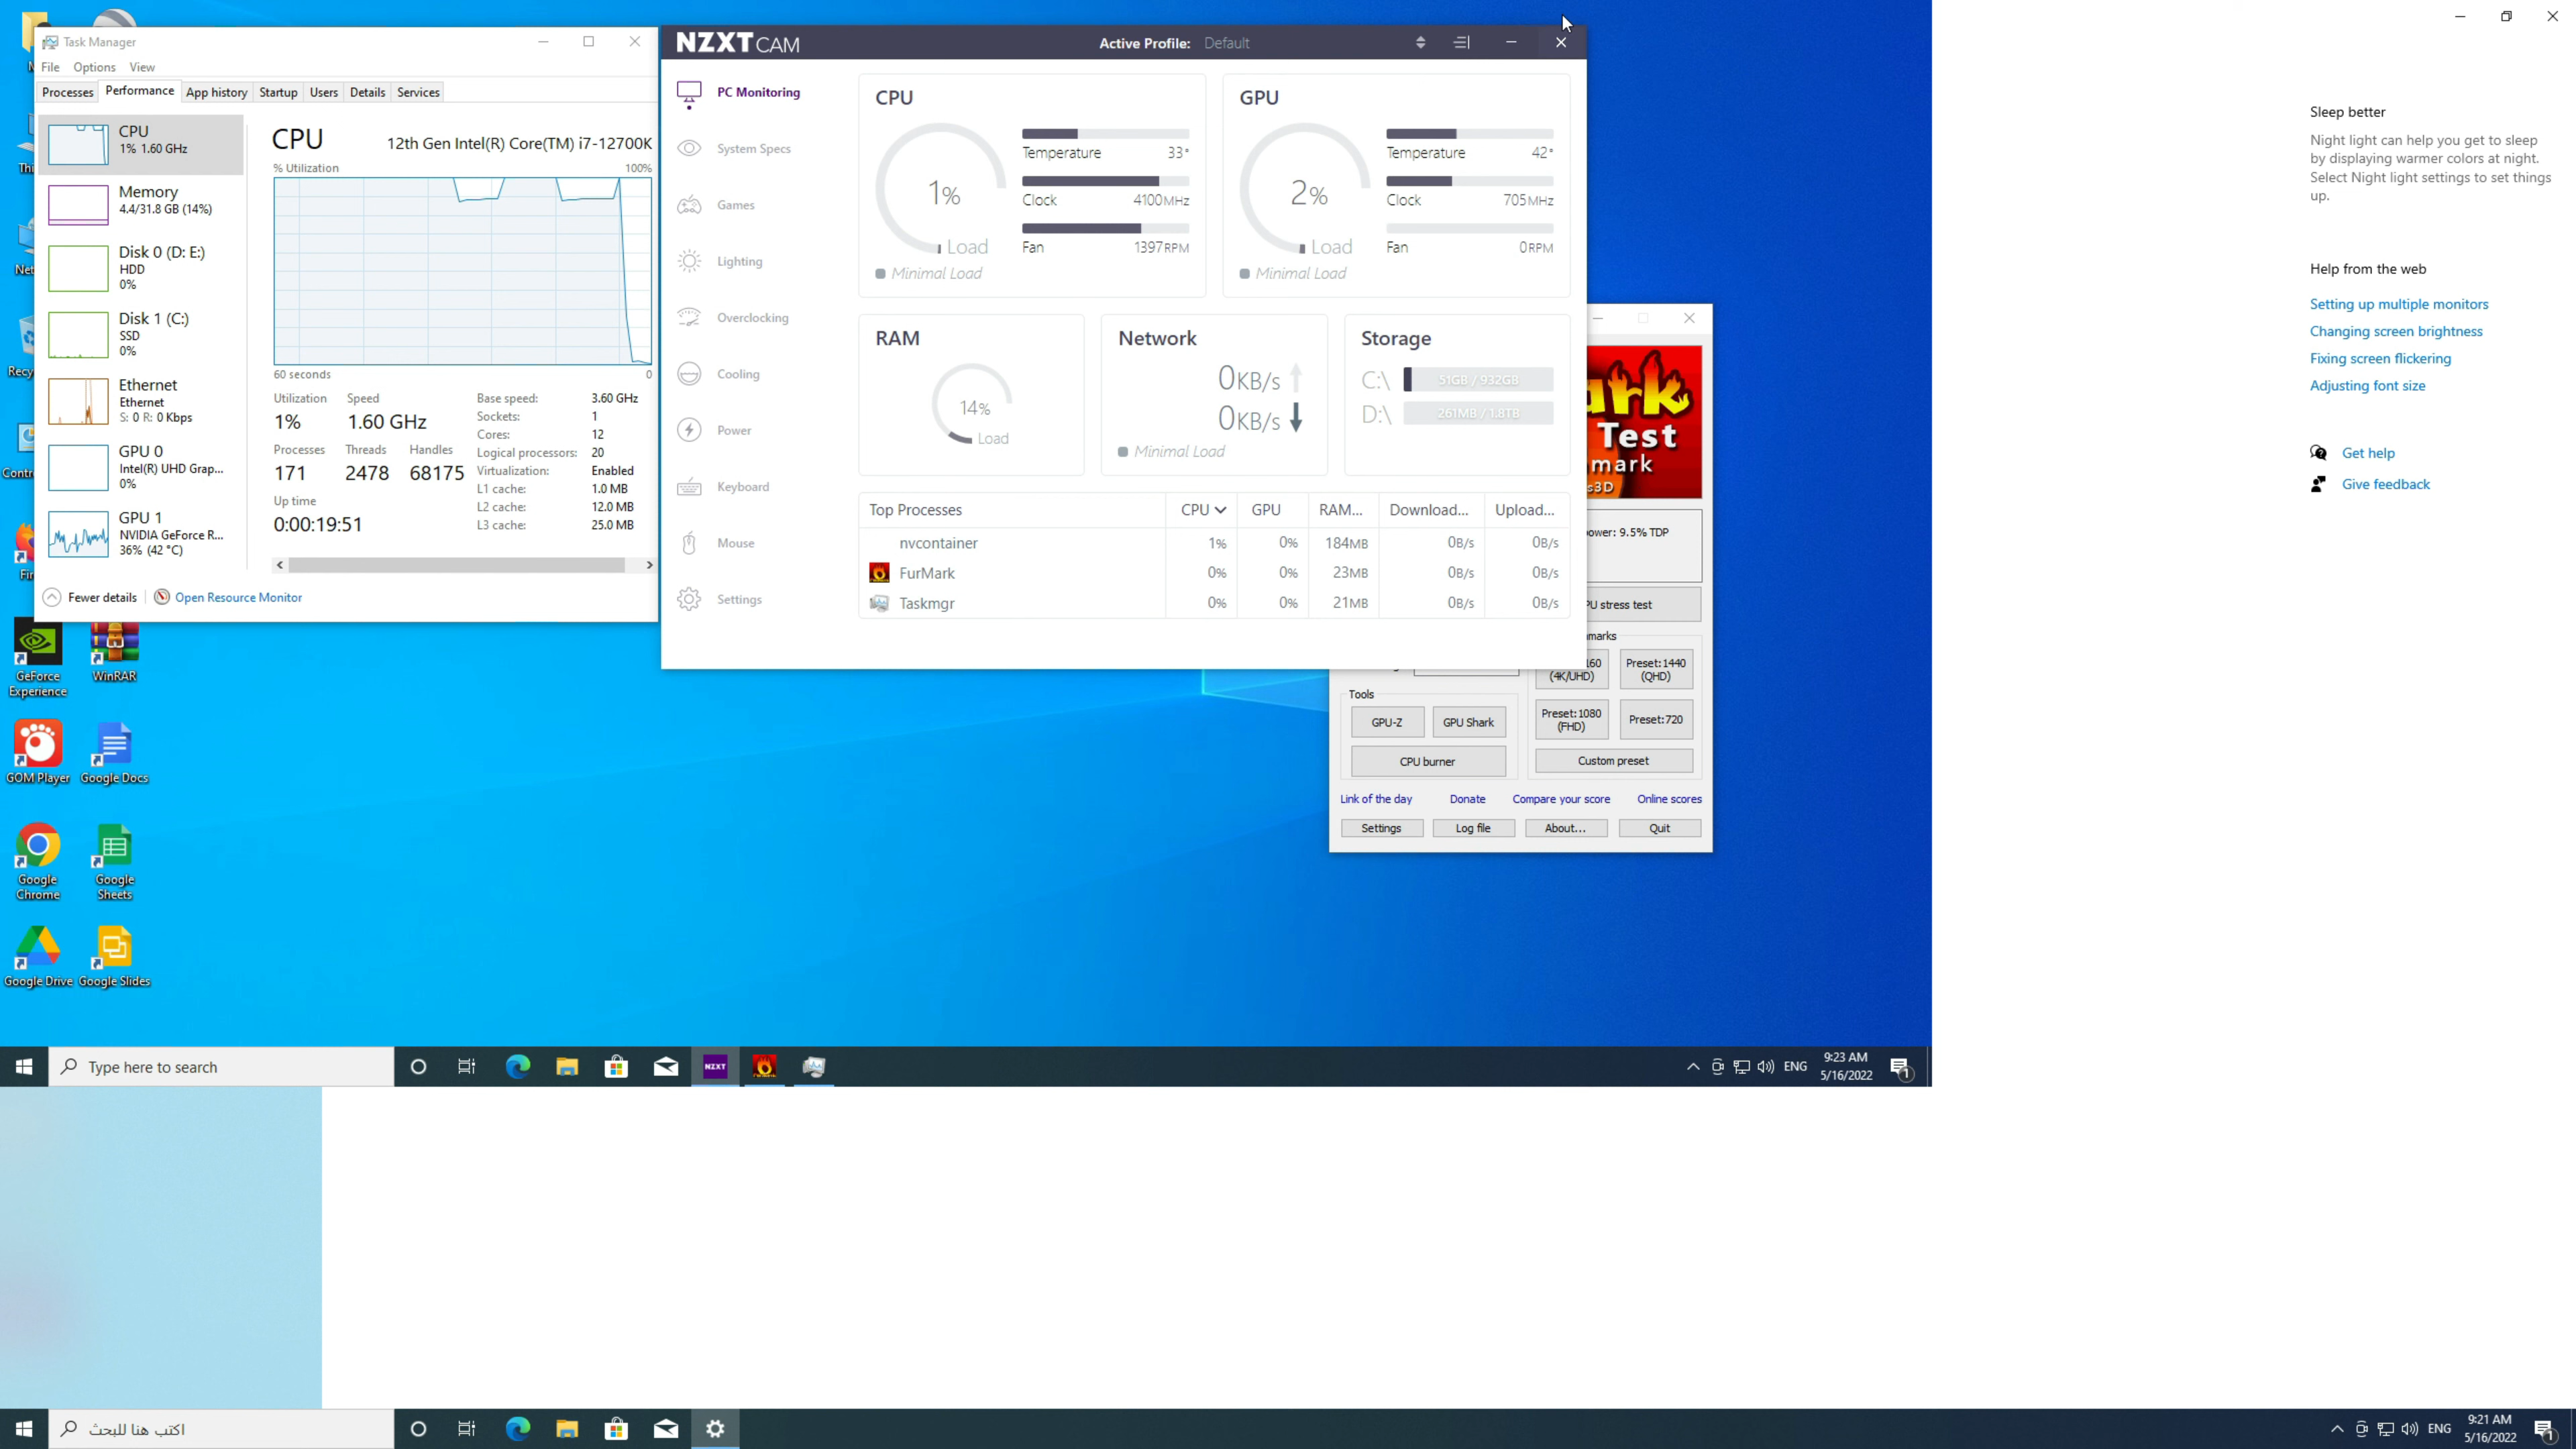 Task Manager
File Options View
Processes Performance App history Startup Users Details Services
CPU
1% 1.60 GHz
Memory
4.4/31.8 GB (14%)
Disk 0 (D: E:)
HDD
0%
Disk 1 (C:)
SSD
0%
Ethernet
Ethernet
S: 0 R: 0 Kbps
GPU 0
Intel(R) UHD Grap...
0%
GPU 1
NVIDIA GeForce R...
36% (42 °C)
CPU 12th Gen Intel(R) Core(TM) i7-12700K
% Utilization 100%
60 seconds 0
Utilization Speed
1% 1.60 GHz
Processes Threads Handles
171 2478 68175
Up time
0:00:19:51
Base speed: 3.60 GHz
Sockets: 1
Cores: 12
Logical processors: 20
Virtualization: Enabled
L1 cache: 1.0 MB
L2 cache: 12.0 MB
L3 cache: 25.0 MB
Fewer details Open Resource Monitor
NZXT CAM Active Profile: Default
PC Monitoring
System Specs
Games
Lighting
Overclocking
Cooling
Power
Keyboard
Mouse
Settings
CPU
1%
Load
Minimal Load
Temperature 33°
Clock 4100MHz
Fan 1397RPM
GPU
2%
Load
Minimal Load
Temperature 42°
Clock 705MHz
Fan 0RPM
RAM
14%
Load
Network
0KB/s
0KB/s
Minimal Load
Storage
C:\ 51GB / 932GB
D:\ 261MB / 1.8TB
Top Processes CPU GPU RAM... Download... Upload...
nvcontainer 1% 0% 184MB 0B/s 0B/s
FurMark 0% 0% 23MB 0B/s 0B/s
Taskmgr 0% 0% 21MB 0B/s 0B/s
ark
Test
mark
s3D
ower: 9.5% TDP
PU stress test
marks
160
(4K/UHD)
Preset:1440
(QHD)
Preset:1080
(FHD)
Preset:720
Custom preset
Tools
GPU-Z GPU Shark
CPU burner
Link of the day Donate Compare your score Online scores
Settings Log file About... Quit
Thi
Net
Recy
Contr
Fir
GeForce
Experience
WinRAR
GOM Player Google Docs
Google
Chrome
Google
Sheets
Google Drive Google Slides
Type here to search
NZXT
ENG
9:23 AM
5/16/2022
1
Sleep better
Night light can help you get to sleep
by displaying warmer colors at night.
Select Night light settings to set things
up.
Help from the web
Setting up multiple monitors
Changing screen brightness
Fixing screen flickering
Adjusting font size
Get help
Give feedback
اكتب هنا للبحث
ENG
9:21 AM
5/16/2022
1